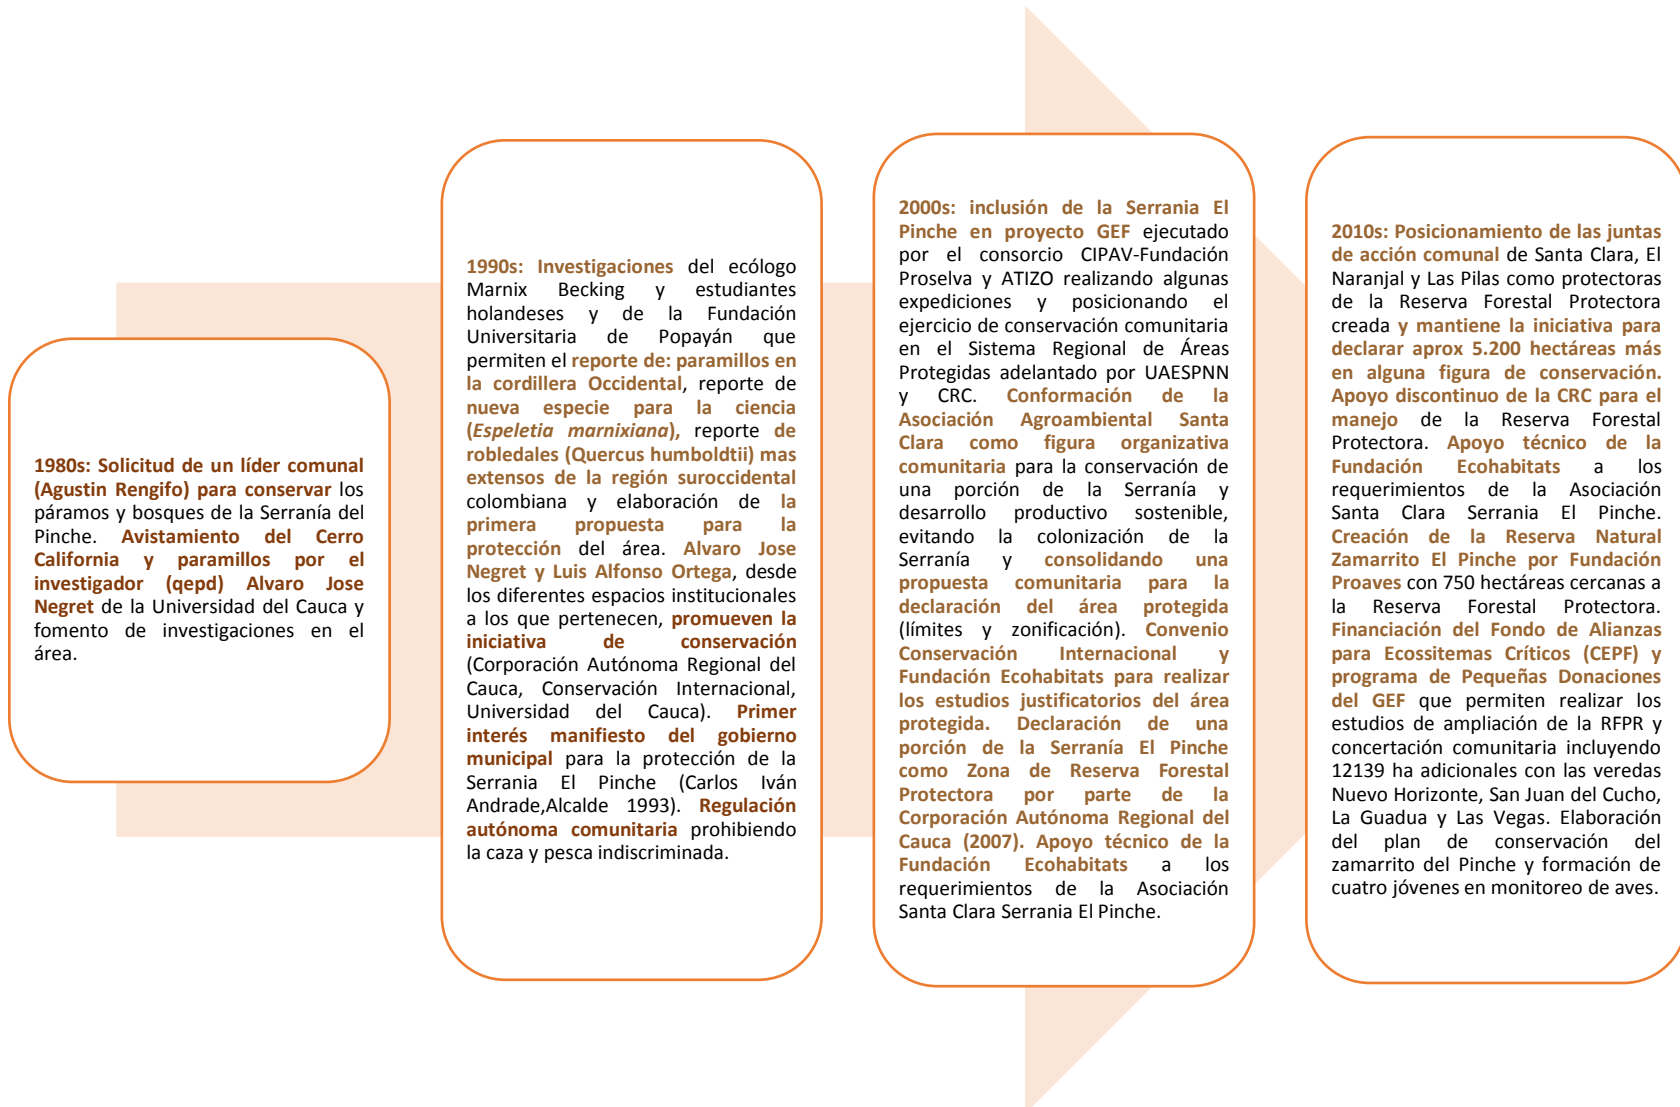 1980s: Solicitud de un líder comunal
(Agustin Rengifo) para conservar los
páramos y bosques de la Serranía del
Pinche. Avistamiento del Cerro
California y paramillos por el
investigador (qepd) Alvaro Jose
Negret de la Universidad del Cauca y
fomento de investigaciones en el
área.
1990s: Investigaciones del ecólogo
Marnix Becking y estudiantes
holandeses y de la Fundación
Universitaria de Popayán que
permiten el reporte de: paramillos en
la cordillera Occidental, reporte de
nueva especie para la ciencia
(Espeletia marnixiana), reporte de
robledales (Quercus humboldtii) mas
extensos de la región suroccidental
colombiana y elaboración de la
primera propuesta para la
protección del área. Alvaro Jose
Negret y Luis Alfonso Ortega, desde
los diferentes espacios institucionales
a los que pertenecen, promueven la
iniciativa de conservación
(Corporación Autónoma Regional del
Cauca, Conservación Internacional,
Universidad del Cauca). Primer
interés manifiesto del gobierno
municipal para la protección de la
Serrania El Pinche (Carlos Iván
Andrade,Alcalde 1993). Regulación
autónoma comunitaria prohibiendo
la caza y pesca indiscriminada.
2000s: inclusión de la Serrania El
Pinche en proyecto GEF ejecutado
por el consorcio CIPAV-Fundación
Proselva y ATIZO realizando algunas
expediciones y posicionando el
ejercicio de conservación comunitaria
en el Sistema Regional de Áreas
Protegidas adelantado por UAESPNN
y CRC. Conformación de la
Asociación Agroambiental Santa
Clara como figura organizativa
comunitaria para la conservación de
una porción de la Serranía y
desarrollo productivo sostenible,
evitando la colonización de la
Serranía y consolidando una
propuesta comunitaria para la
declaración del área protegida
(límites y zonificación). Convenio
Conservación Internacional y
Fundación Ecohabitats para realizar
los estudios justificatorios del área
protegida. Declaración de una
porción de la Serranía El Pinche
como Zona de Reserva Forestal
Protectora por parte de la
Corporación Autónoma Regional del
Cauca (2007). Apoyo técnico de la
Fundación Ecohabitats a los
requerimientos de la Asociación
Santa Clara Serrania El Pinche.
2010s: Posicionamiento de las juntas
de acción comunal de Santa Clara, El
Naranjal y Las Pilas como protectoras
de la Reserva Forestal Protectora
creada y mantiene la iniciativa para
declarar aprox 5.200 hectáreas más
en alguna figura de conservación.
Apoyo discontinuo de la CRC para el
manejo de la Reserva Forestal
Protectora. Apoyo técnico de la
Fundación Ecohabitats a los
requerimientos de la Asociación
Santa Clara Serrania El Pinche.
Creación de la Reserva Natural
Zamarrito El Pinche por Fundación
Proaves con 750 hectáreas cercanas a
la Reserva Forestal Protectora.
Financiación del Fondo de Alianzas
para Ecossitemas Críticos (CEPF) y
programa de Pequeñas Donaciones
del GEF que permiten realizar los
estudios de ampliación de la RFPR y
concertación comunitaria incluyendo
12139 ha adicionales con las veredas
Nuevo Horizonte, San Juan del Cucho,
La Guadua y Las Vegas. Elaboración
del plan de conservación del
zamarrito del Pinche y formación de
cuatro jóvenes en monitoreo de aves.